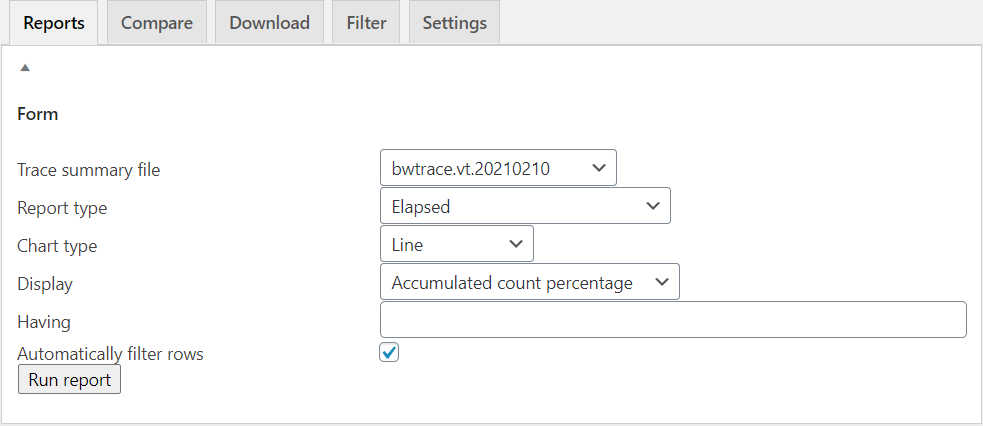 Reports Compare Download Filter Settings
Form
Trace summary file bwtrace.vt.20210210
Report type Elapsed
Chart type Line
Display Accumulated count percentage
Having
Automatically filter rows
Run report